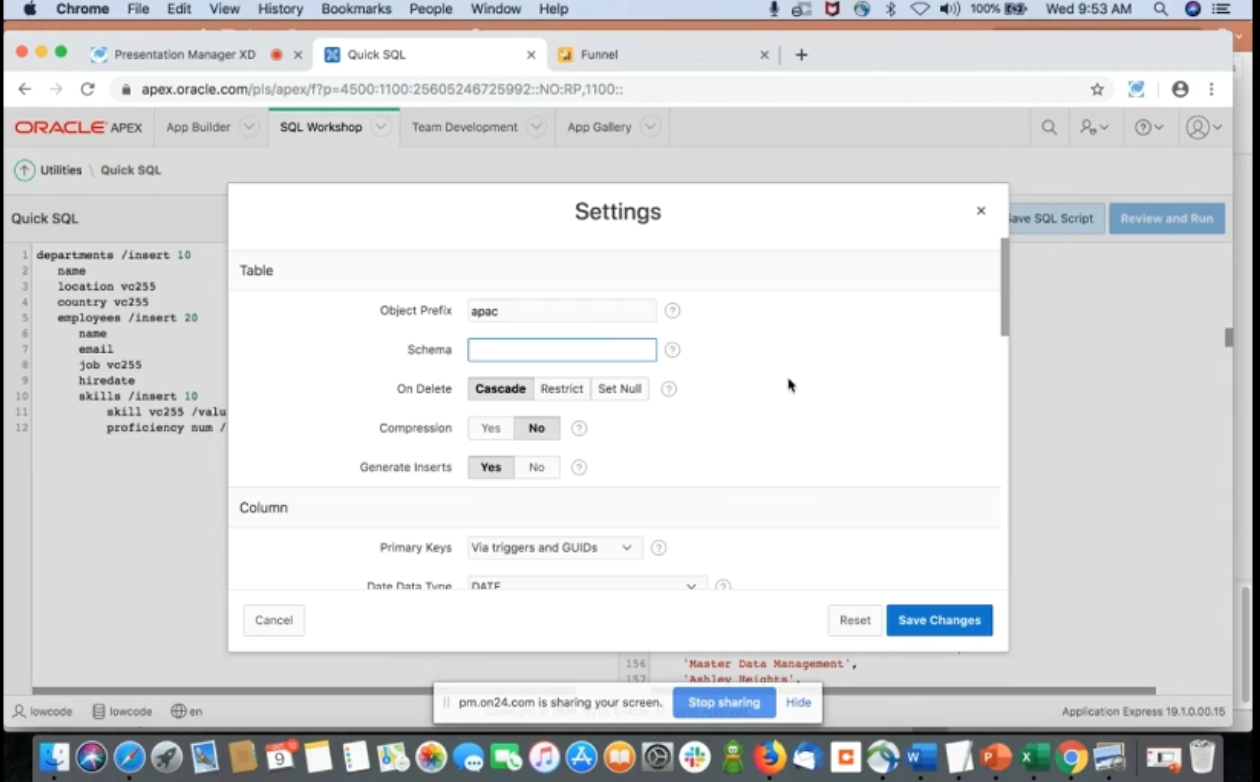 Chrome File Edit View History Bookmarks People Window Help 100% Wed 9:53 AM
Presentation Manager XD Quick SQL Funnel
apex.oracle.com/pls/apex/f?p=4500:1100:25605246725992::NO:RP,1100::
ORACLE APEX App Builder SQL Workshop Team Development App Gallery
Utilities \ Quick SQL
Quick SQL Save SQL Script Review and Run
Settings
1 departments /insert 10
2 name
3 location vc255
4 country vc255
5 employees /insert 20
6 name
7 email
8 job vc255
9 hiredate
10 skills /insert 10
11 skill vc255 /valu
12 proficiency num /
Table
Object Prefix apac
Schema
On Delete Cascade Restrict Set Null
Compression Yes No
Generate Inserts Yes No
Column
Primary Keys Via triggers and GUIDs
Date Data Type DATE
Cancel Reset Save Changes
156 'Master Data Management',
157 'Ashley Heights',
pm.on24.com is sharing your screen. Stop sharing Hide
lowcode lowcode en Application Express 19.1.0.00.15
9